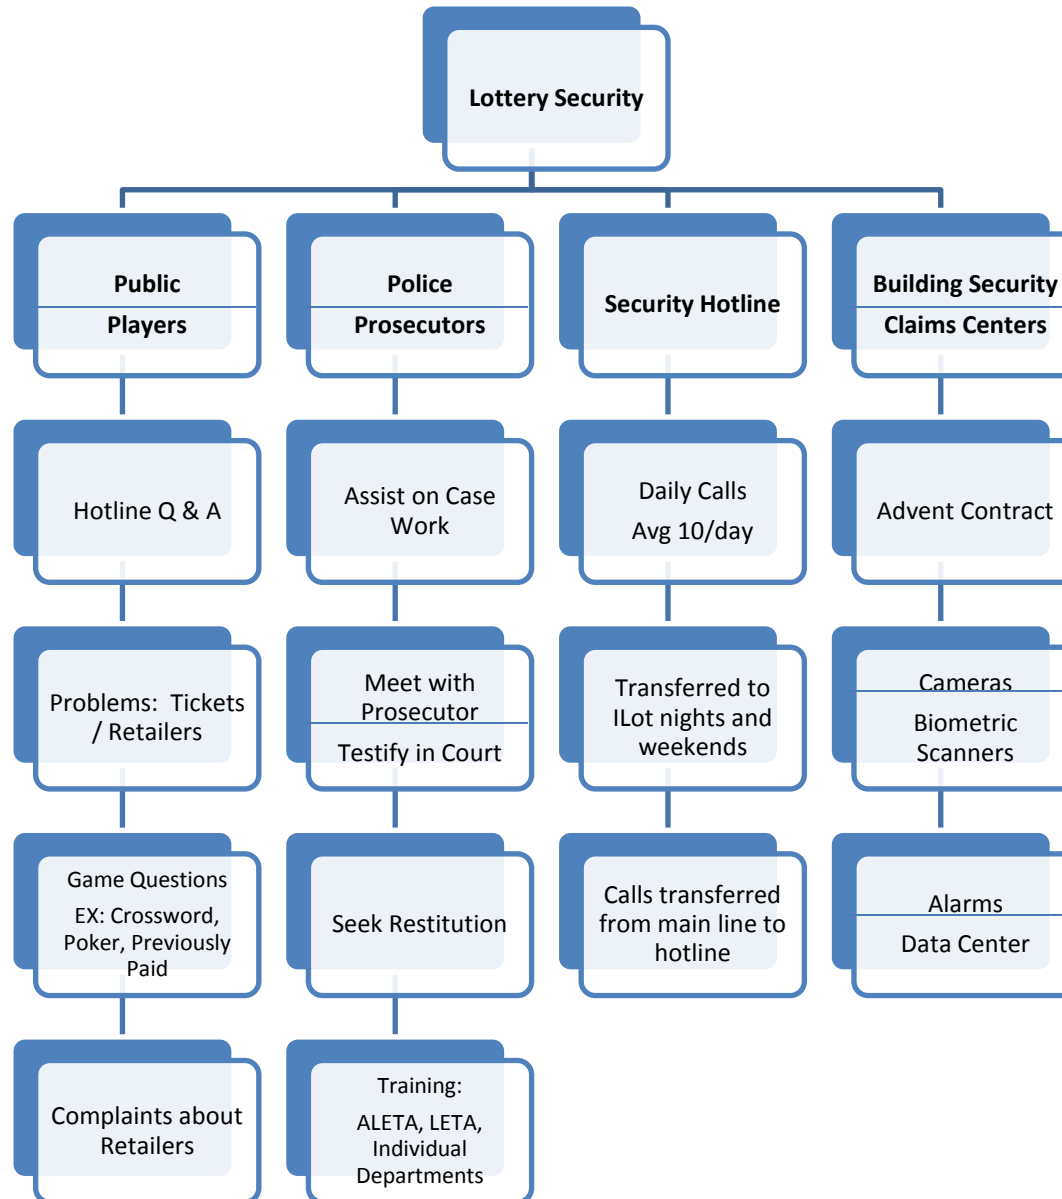 Lottery Security
Public
Players
Police
Prosecutors
Security Hotline
Building Security
Claims Centers
Hotline Q & A
Assist on Case
Work
Daily Calls
Avg 10/day
Advent Contract
Problems: Tickets
/ Retailers
Meet with
Prosecutor
Testify in Court
Transferred to
ILot nights and
weekends
Cameras
Biometric
Scanners
Game Questions
EX: Crossword,
Poker, Previously
Paid
Seek Restitution
Calls transferred
from main line to
hotline
Alarms
Data Center
Complaints about
Retailers
Training:
ALETA, LETA,
Individual
Departments